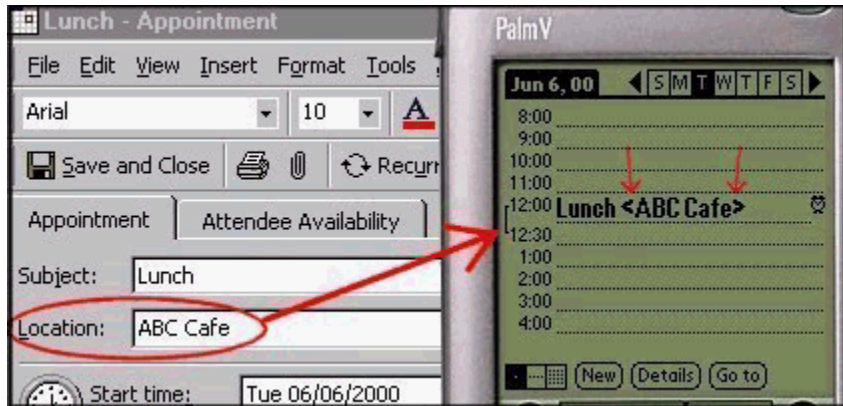 Lunch - Appointment
File Edit View Insert Format Tools
Arial 10 A
Save and Close Recurr
Appointment Attendee Availability
Subject: Lunch
Location: ABC Cafe
Start time: Tue 06/06/2000
PalmV
Jun 6, 00 S M T W T F S
8:00
9:00
10:00
11:00
12:00 Lunch <ABC Cafe>
12:30
1:00
2:00
3:00
4:00
New Details Go to